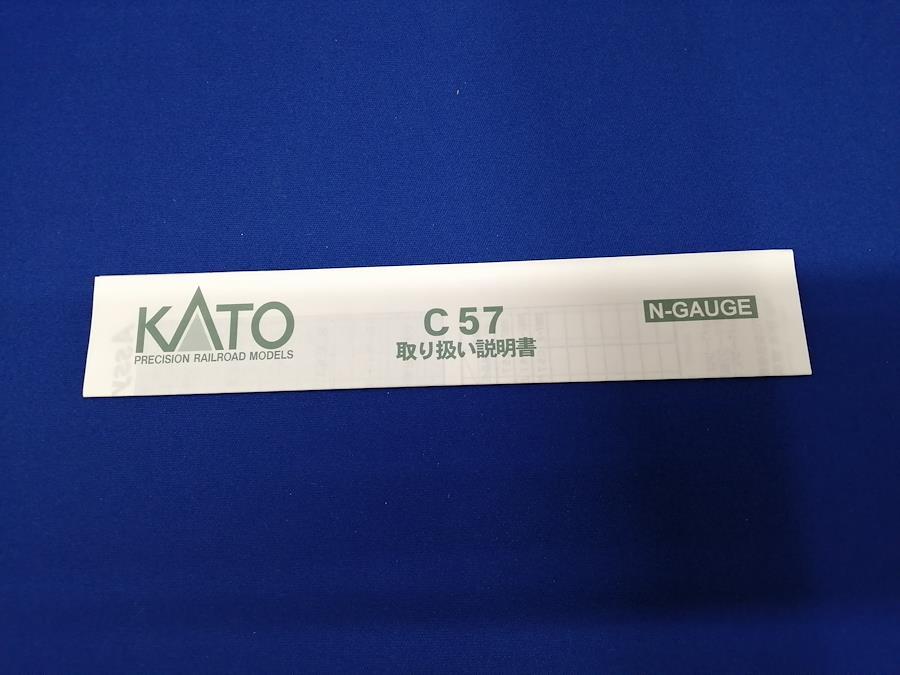 KATO
PRECISION RAILROAD MODELS
C 57
取り扱い説明書
N-GAUGE